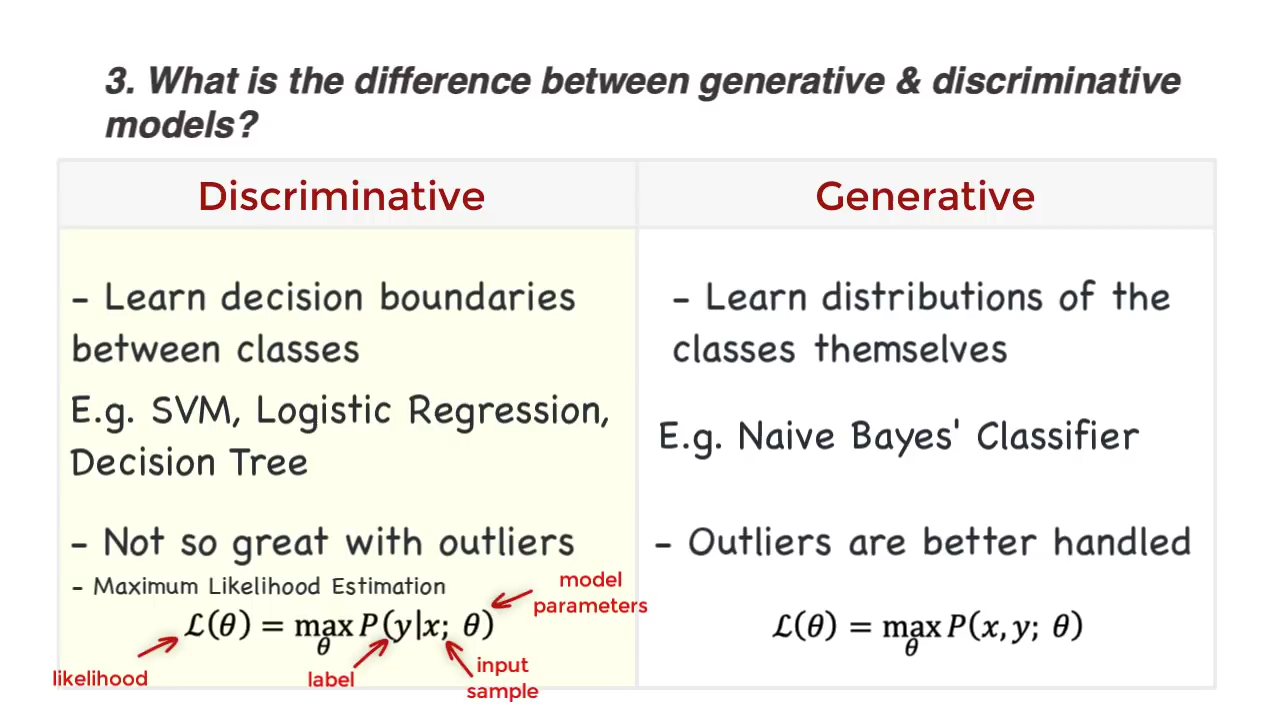 3. What is the difference between generative & discriminative
models?
Discriminative
Generative
- Learn decision boundaries
between classes
E.g. SVM, Logistic Regression,
Decision Tree
- Not so great with outliers
- Maximum Likelihood Estimation
model
parameters
ℒ(θ) = max P(y|x; θ)
θ
likelihood
label
input
sample
- Learn distributions of the
classes themselves
E.g. Naive Bayes' Classifier
- Outliers are better handled
ℒ(θ) = max P(x, y; θ)
θ